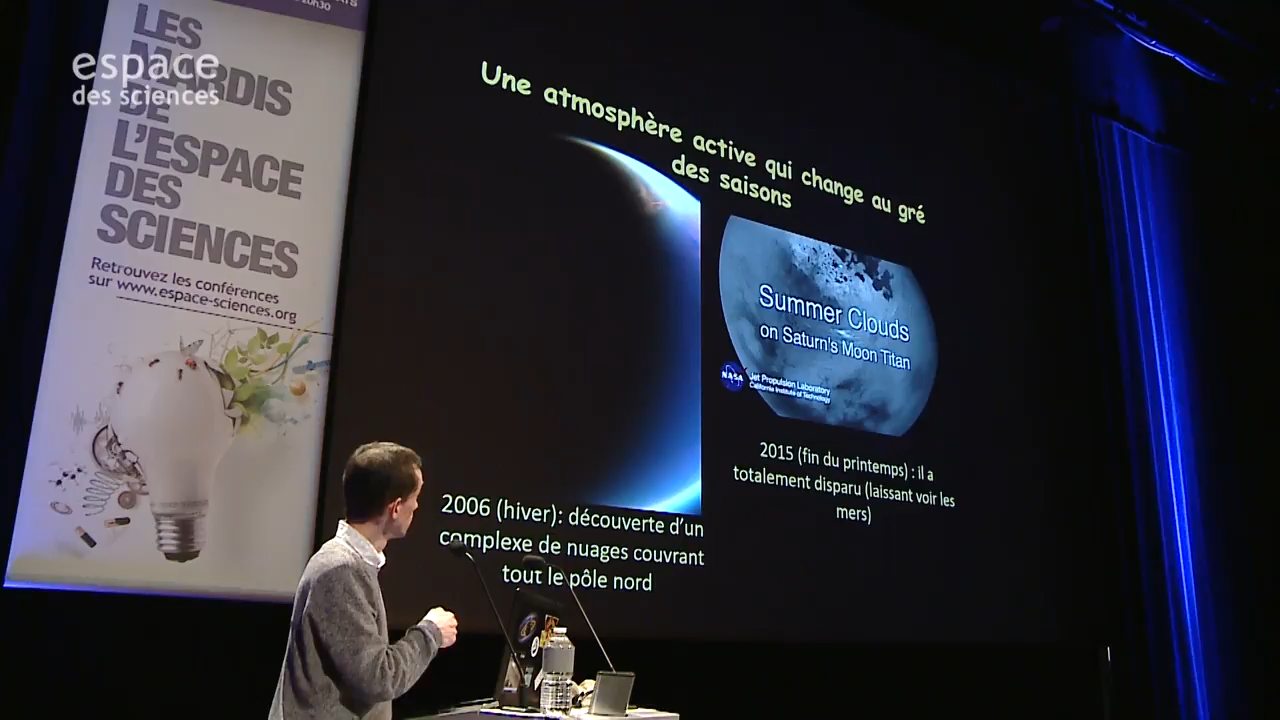 20h30
LES
MARDIS
DE
L'ESPACE
DES
SCIENCES
espace
des sciences
Retrouvez les conférences
sur www.espace-sciences.org
Une atmosphère active qui change au gré
des saisons
Summer Clouds
on Saturn's Moon Titan
NASA
Jet Propulsion Laboratory
California Institute of Technology
2006 (hiver): découverte d'un
complexe de nuages couvrant
tout le pôle nord
2015 (fin du printemps) : il a
totalement disparu (laissant voir les
mers)